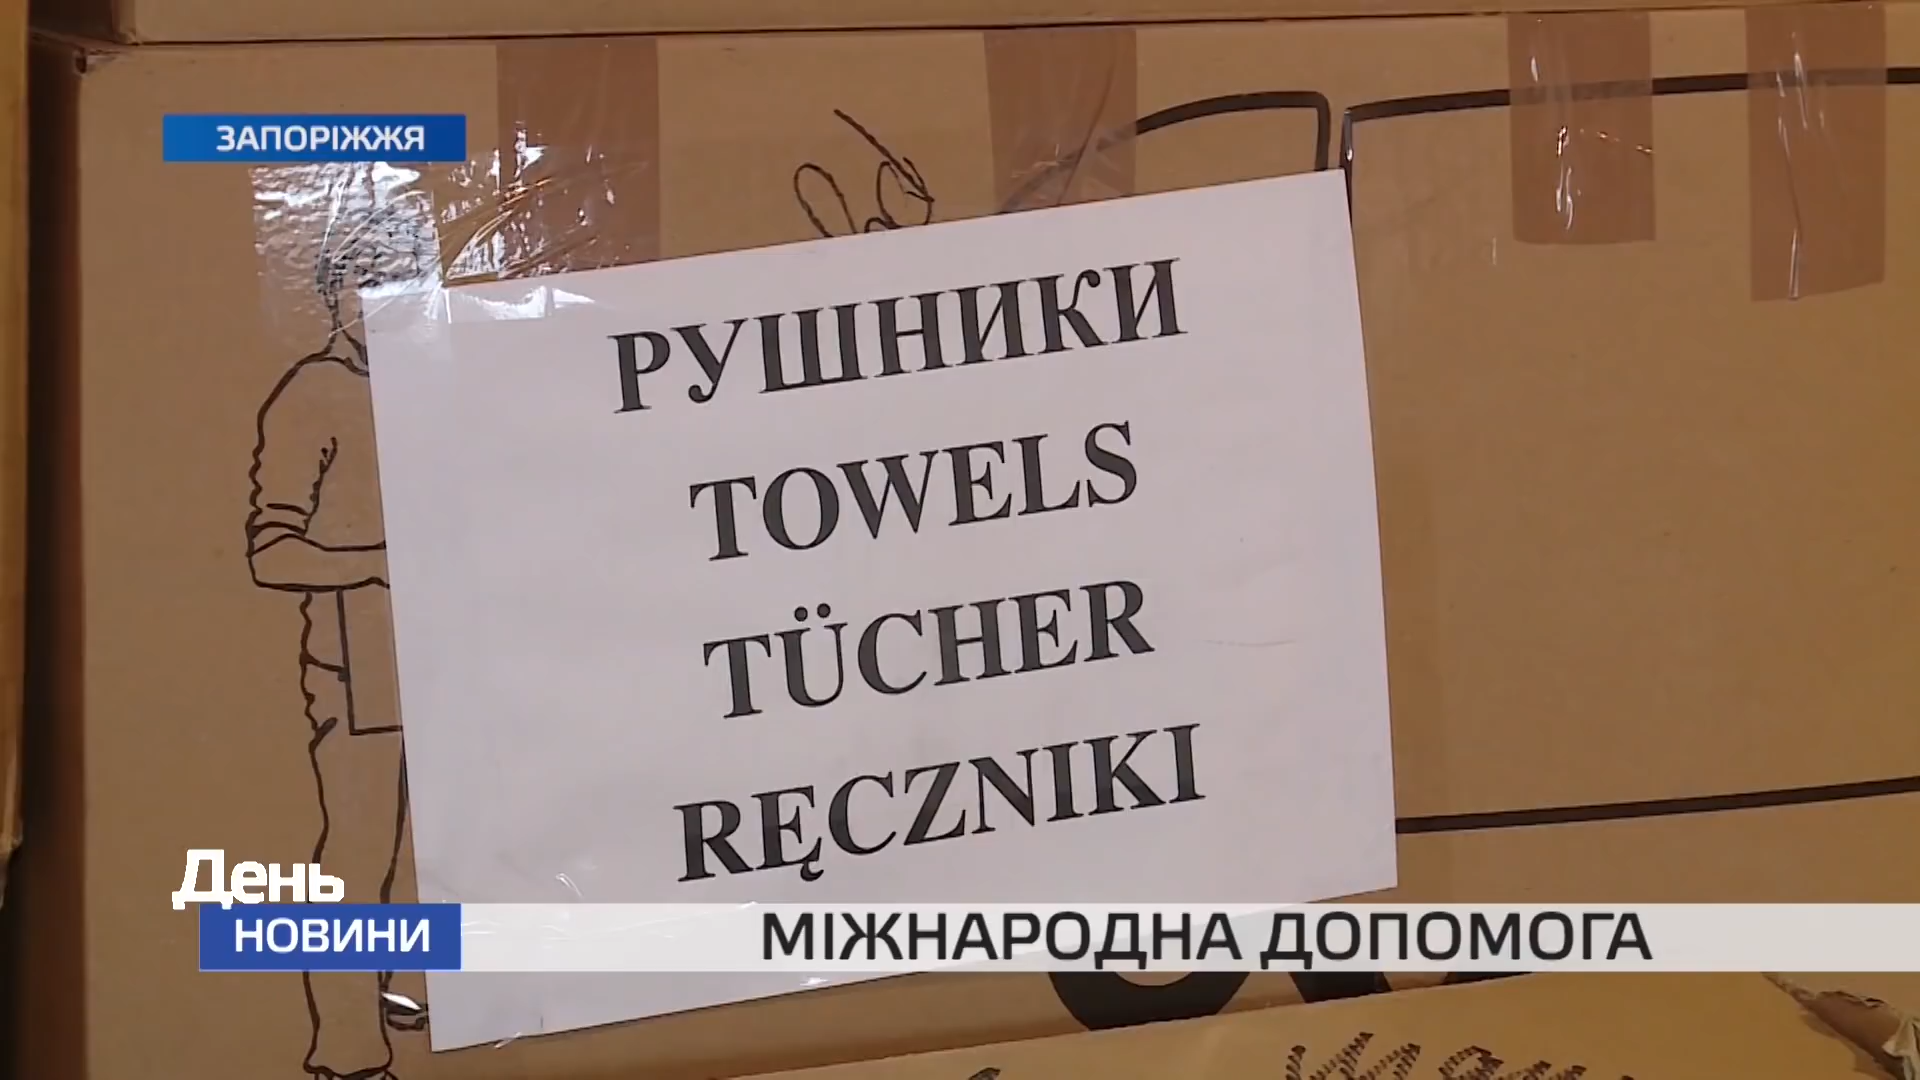 ЗАПОРІЖЖЯ
РУШНИКИ
TOWELS
TÜCHER
RĘCZNIKI
День
НОВИНИ
МІЖНАРОДНА ДОПОМОГА